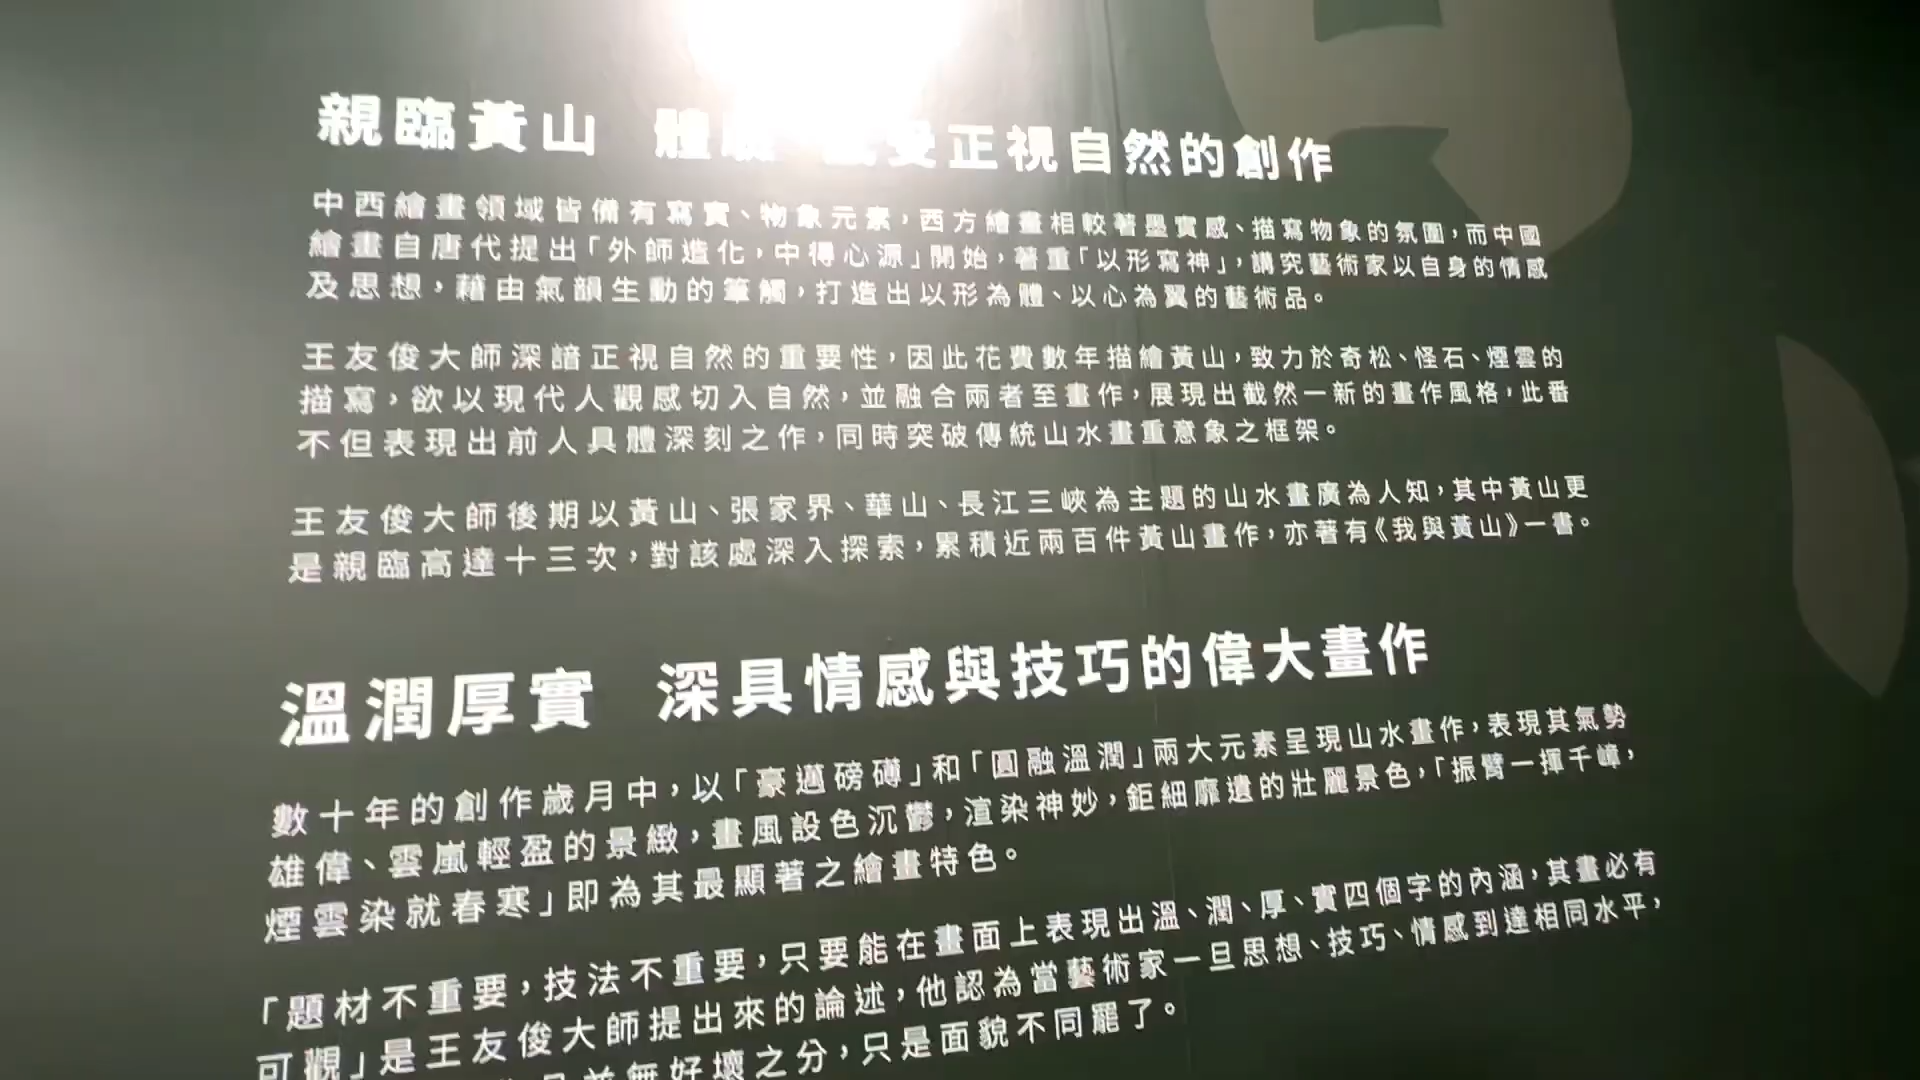 親臨黃山 體驗 受正視自然的創作
中西繪畫領域皆備有寫實、物象元素，西方繪畫相較著墨實感、描寫物象的氛圍，而中國
繪畫自唐代提出「外師造化，中得心源」開始，著重「以形寫神」，講究藝術家以自身的情感
及思想，藉由氣韻生動的筆觸，打造出以形為體、以心為翼的藝術品。
王友俊大師深諳正視自然的重要性，因此花費數年描繪黃山，致力於奇松、怪石、煙雲的
描寫，欲以現代人觀感切入自然，並融合兩者至畫作，展現出截然一新的畫作風格，此番
不但表現出前人具體深刻之作，同時突破傳統山水畫重意象之框架。
王友俊大師後期以黃山、張家界、華山、長江三峽為主題的山水畫廣為人知，其中黃山更
是親臨高達十三次，對該處深入探索，累積近兩百件黃山畫作，亦著有《我與黃山》一書。
溫潤厚實 深具情感與技巧的偉大畫作
數十年的創作歲月中，以「豪邁磅礡」和「圓融溫潤」兩大元素呈現山水畫作，表現其氣勢
雄偉、雲嵐輕盈的景緻，畫風設色沉鬱，渲染神妙，鉅細靡遺的壯麗景色，「振臂一揮千嶂，
煙雲染就春寒」即為其最顯著之繪畫特色。
「題材不重要，技法不重要，只要能在畫面上表現出溫、潤、厚、實四個字的內涵，其畫必有
可觀」是王友俊大師提出來的論述，他認為當藝術家一旦思想、技巧、情感到達相同水平，
並無好壞之分，只是面貌不同罷了。